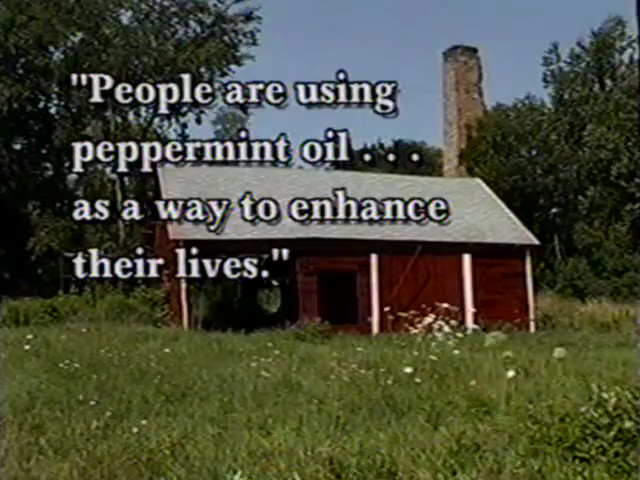 "People are using
peppermint oil . . .
as a way to enhance
their lives."